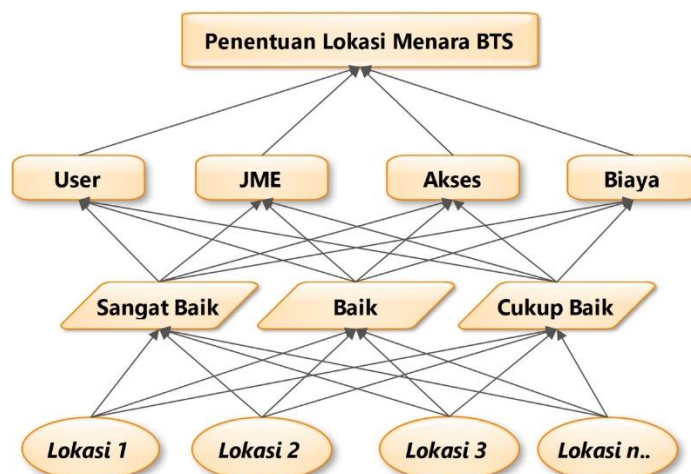 Penentuan Lokasi Menara BTS
User
JME
Akses
Biaya
Sangat Baik
Baik
Cukup Baik
Lokasi 1
Lokasi 2
Lokasi 3
Lokasi n..